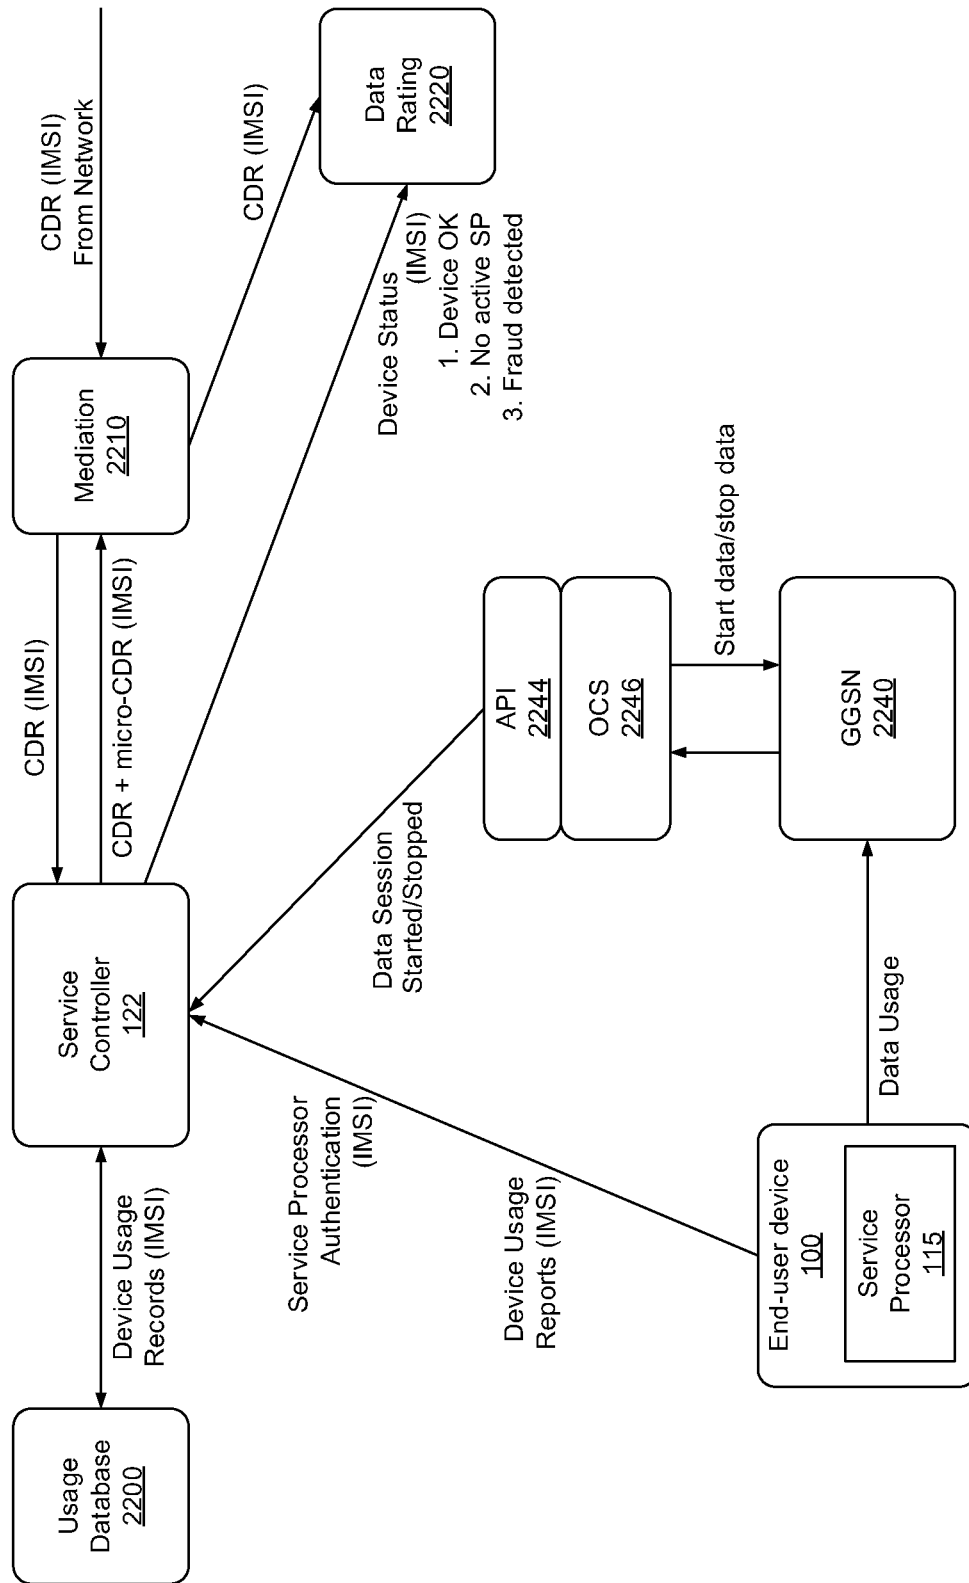 Usage
Database
2200
Device Usage
Records (IMSI)
Service
Controller
122
CDR (IMSI)
CDR + micro-CDR (IMSI)
Mediation
2210
CDR (IMSI)
From Network
CDR (IMSI)
Data
Rating
2220
Device Status
(IMSI)
1. Device OK
2. No active SP
3. Fraud detected
Service Processor
Authentication
(IMSI)
Device Usage
Reports (IMSI)
Data Session
Started/Stopped
API
2244
OCS
2246
Start data/stop data
GGSN
2240
Data Usage
End-user device
100
Service
Processor
115